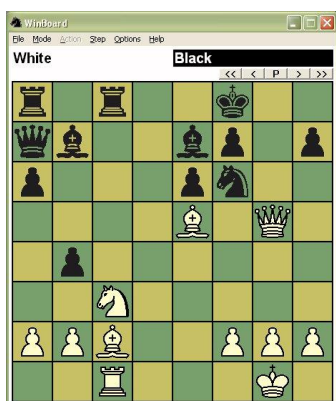 WinBoard
File Mode Action Step Options Help
White Black
<< < P > >>